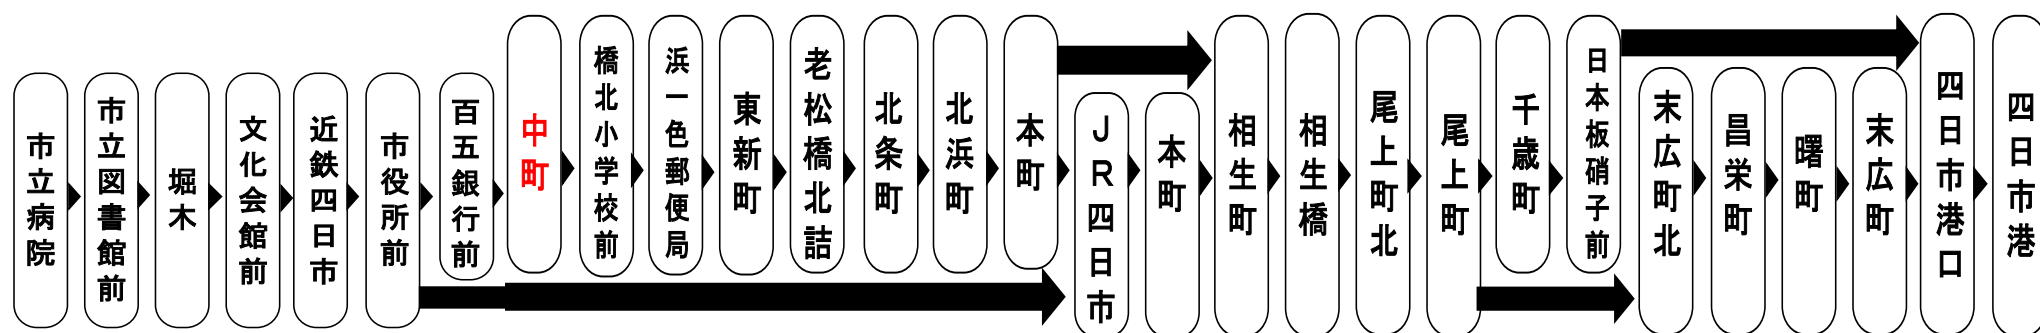 市立病院
市立図書館前
堀木
文化会館前
近鉄四日市
市役所前
百五銀行前
中町
橋北小学校前
浜一色郵便局
東新町
老松橋北詰
北条町
北浜町
本町
JR四日市
本町
相生町
相生橋
尾上町北
尾上町
千歳町
日本板硝子前
末広町北
昌栄町
曙町
末広町
四日市港口
四日市港